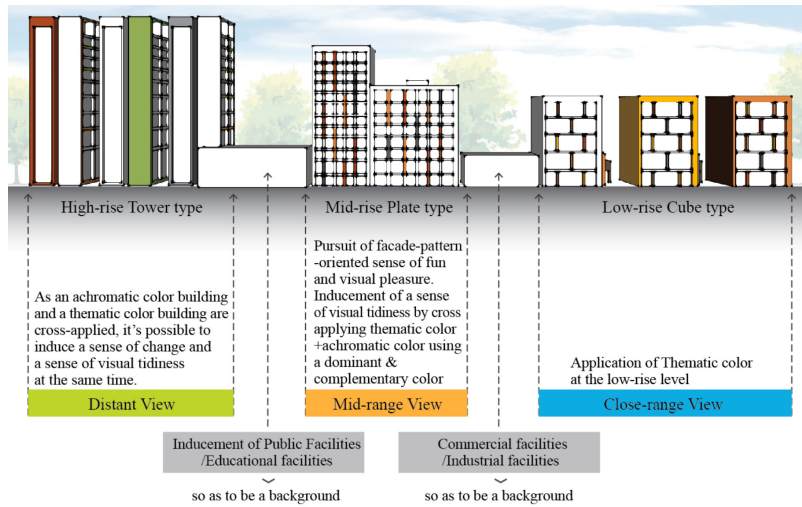 High-rise Tower type
Mid-rise Plate type
Low-rise Cube type
As an achromatic color building
and a thematic color building are
cross-applied, it's possible to
induce a sense of change and
a sense of visual tidiness
at the same time.
Distant View
Pursuit of facade-pattern
-oriented sense of fun
and visual pleasure.
Inducement of a sense
of visual tidiness by cross
applying thematic color
+achromatic color using
a dominant &
complementary color
Mid-range View
Application of Thematic color
at the low-rise level
Close-range View
Inducement of Public Facilities
/Educational facilities
so as to be a background
Commercial facilities
/Industrial facilities
so as to be a background